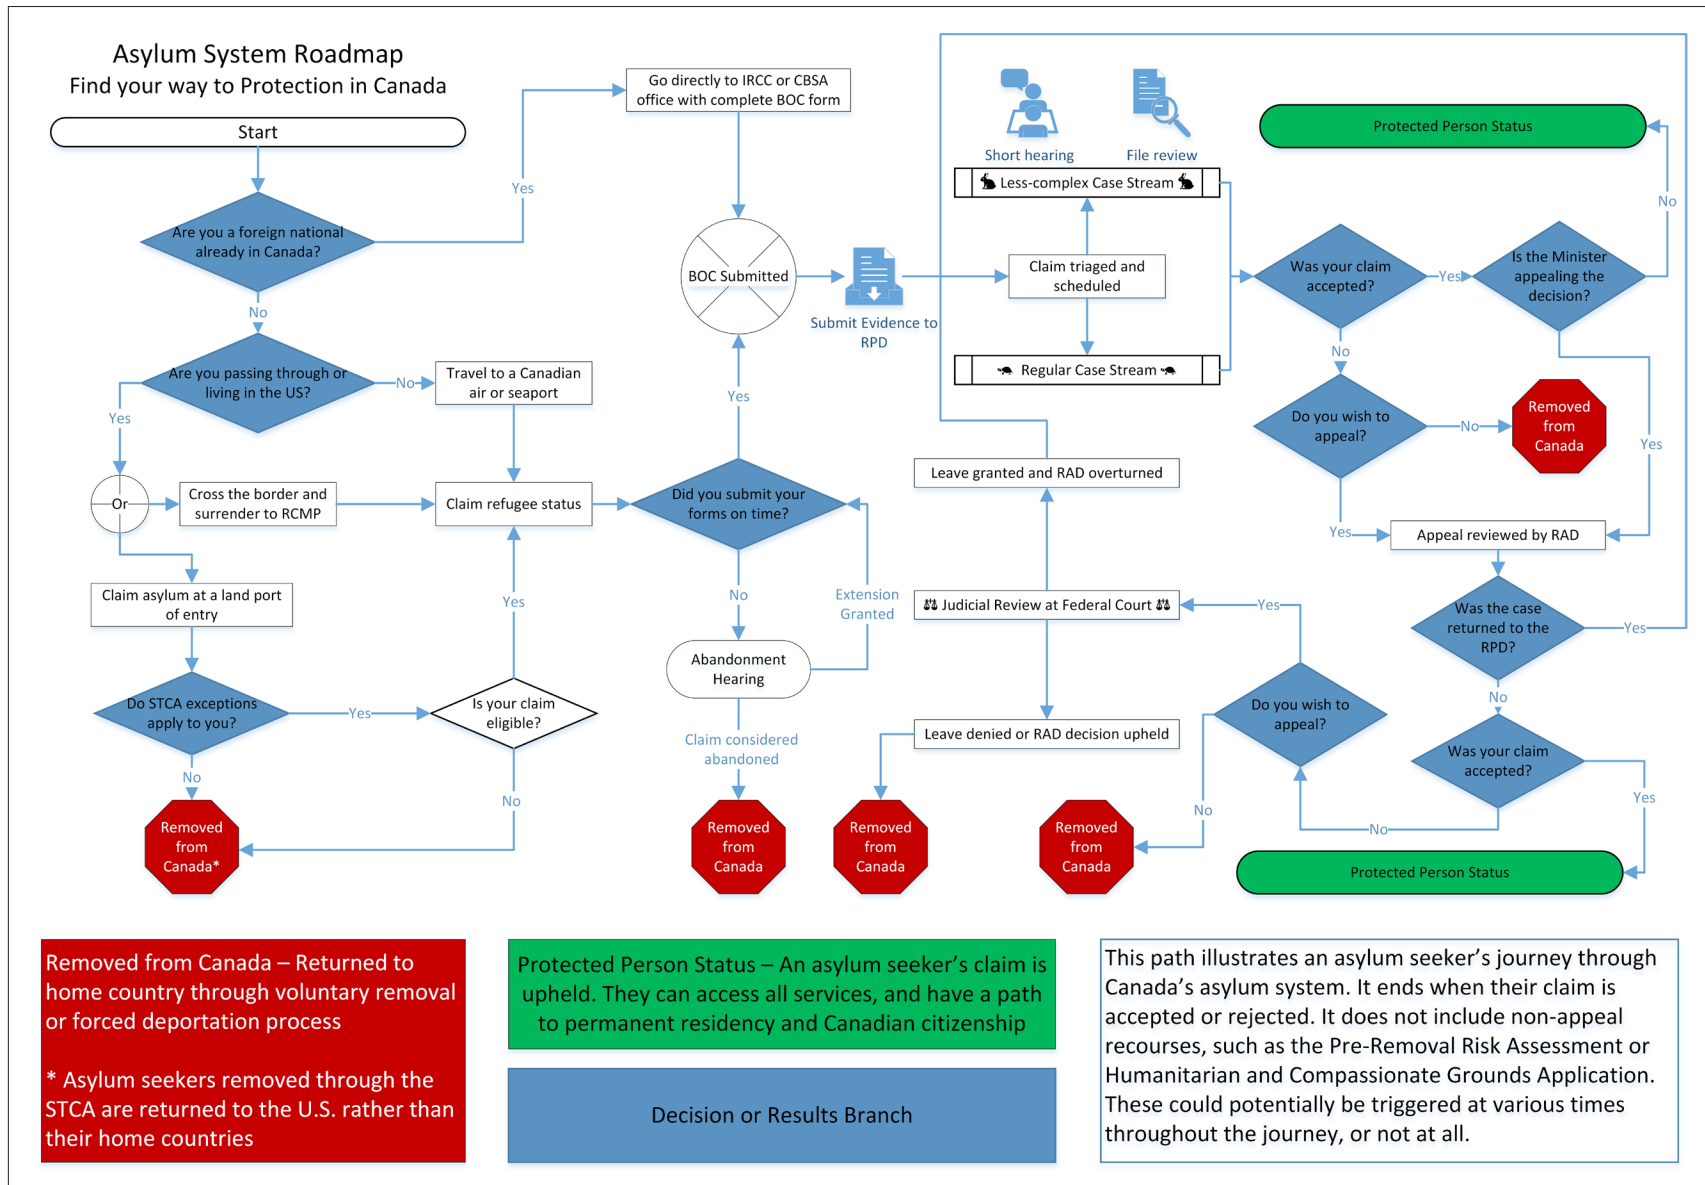 Asylum System Roadmap
Find your way to Protection in Canada
Start
Are you a foreign national
already in Canada?
Yes
No
Go directly to IRCC or CBSA
office with complete BOC form
Are you passing through or
living in the US?
No
Yes
Travel to a Canadian
air or seaport
Or
Cross the border and
surrender to RCMP
Claim refugee status
Claim asylum at a land port
of entry
Do STCA exceptions
apply to you?
Yes
No
Is your claim
eligible?
Yes
No
Removed
from
Canada*
BOC Submitted
Submit Evidence to
RPD
Yes
Did you submit your
forms on time?
No
Extension
Granted
Abandonment
Hearing
Claim considered
abandoned
Removed
from
Canada
Short hearing
File review
Less-complex Case Stream
Claim triaged and
scheduled
Regular Case Stream
Was your claim
accepted?
Yes
No
Is the Minister
appealing the
decision?
No
Yes
Protected Person Status
Do you wish to
appeal?
No
Yes
Removed
from
Canada
Appeal reviewed by RAD
Was the case
returned to the
RPD?
Yes
No
Was your claim
accepted?
Yes
No
Protected Person Status
Do you wish to
appeal?
Yes
No
Removed
from
Canada
Leave granted and RAD overturned
Judicial Review at Federal Court
Leave denied or RAD decision upheld
Removed
from
Canada
Removed from Canada – Returned to
home country through voluntary removal
or forced deportation process
* Asylum seekers removed through the
STCA are returned to the U.S. rather than
their home countries
Protected Person Status – An asylum seeker’s claim is
upheld. They can access all services, and have a path
to permanent residency and Canadian citizenship
Decision or Results Branch
This path illustrates an asylum seeker’s journey through
Canada’s asylum system. It ends when their claim is
accepted or rejected. It does not include non-appeal
recourses, such as the Pre-Removal Risk Assessment or
Humanitarian and Compassionate Grounds Application.
These could potentially be triggered at various times
throughout the journey, or not at all.